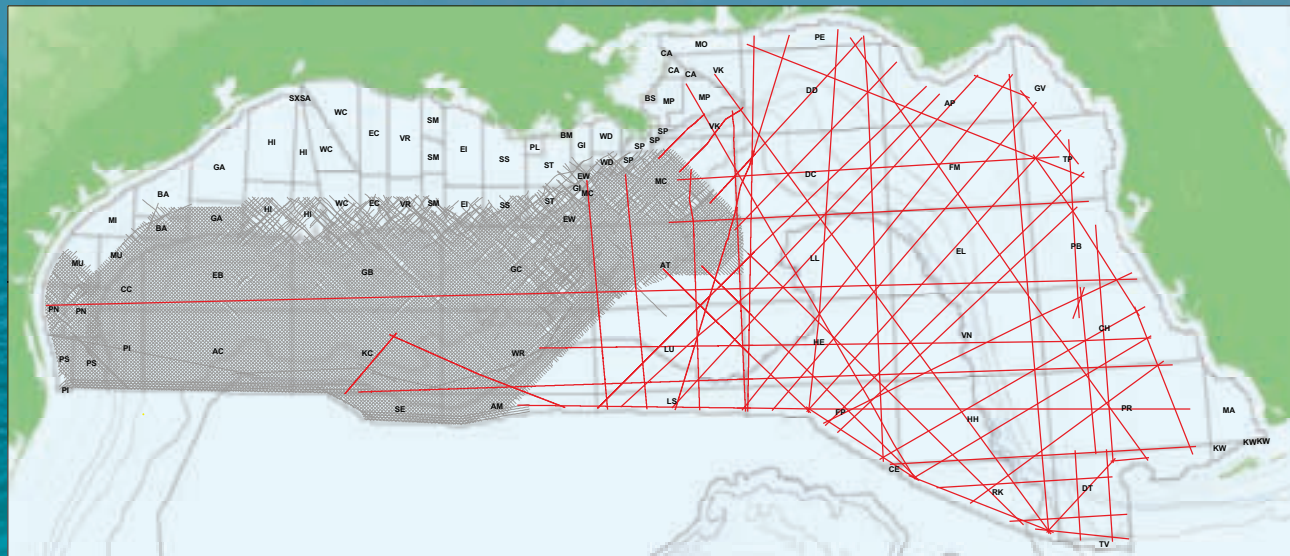 MO
PE
CA
CA
CA
VK
DD
GV
SXSA
WC
BS
MP
MP
AP
SM
VK
HI
EC
VR
BM
WD
SP
SP
HI
WC
SM
EI
PL
GI
SP
TP
GA
SS
ST
WD
SP
FM
EW
DC
MC
BA
GI
MC
MI
GA
HI
HI
WC
EC
VR
SM
EI
SS
ST
BA
EW
PB
MU
EL
MU
LL
AT
EB
GB
GC
CC
PN
PN
CH
VN
HE
PI
AC
KC
WR
LU
PS
PS
PI
LS
SE
AM
EP
PR
MA
HH
KW
KW
KW
CE
RK
DT
TV